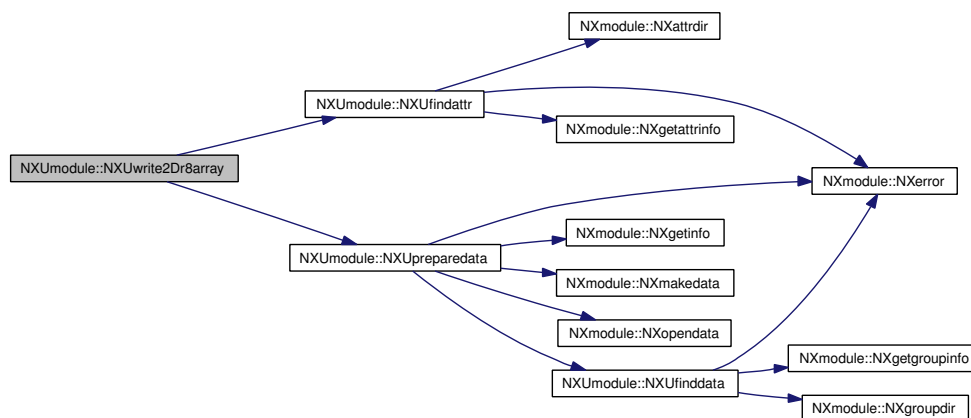 NXmodule::NXattrdir
NXUmodule::NXUfindattr
NXmodule::NXgetattrinfo
NXUmodule::NXUwrite2Dr8array
NXmodule::NXerror
NXmodule::NXgetinfo
NXUmodule::NXUpreparedata
NXmodule::NXmakedata
NXmodule::NXopendata
NXmodule::NXgetgroupinfo
NXUmodule::NXUfinddata
NXmodule::NXgroupdir